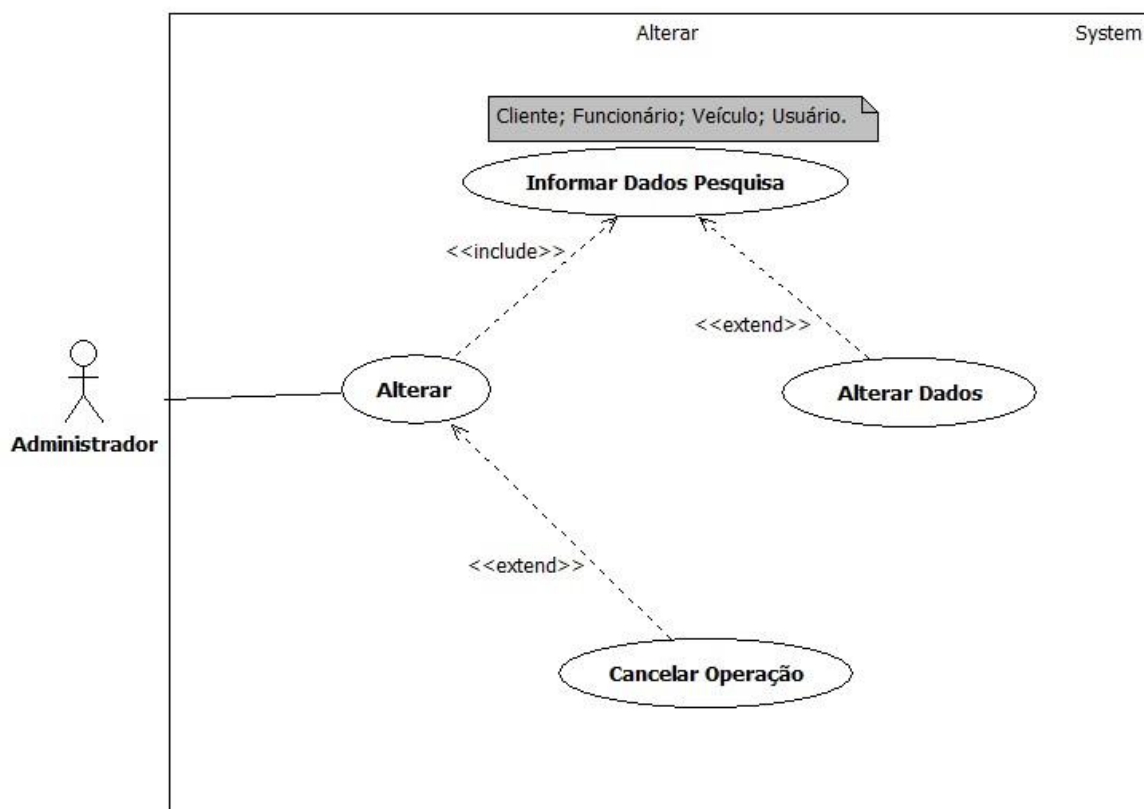 Alterar
System
Cliente; Funcionário; Veículo; Usuário.
Informar Dados Pesquisa
<<include>>
<<extend>>
Alterar
Alterar Dados
Administrador
<<extend>>
Cancelar Operação